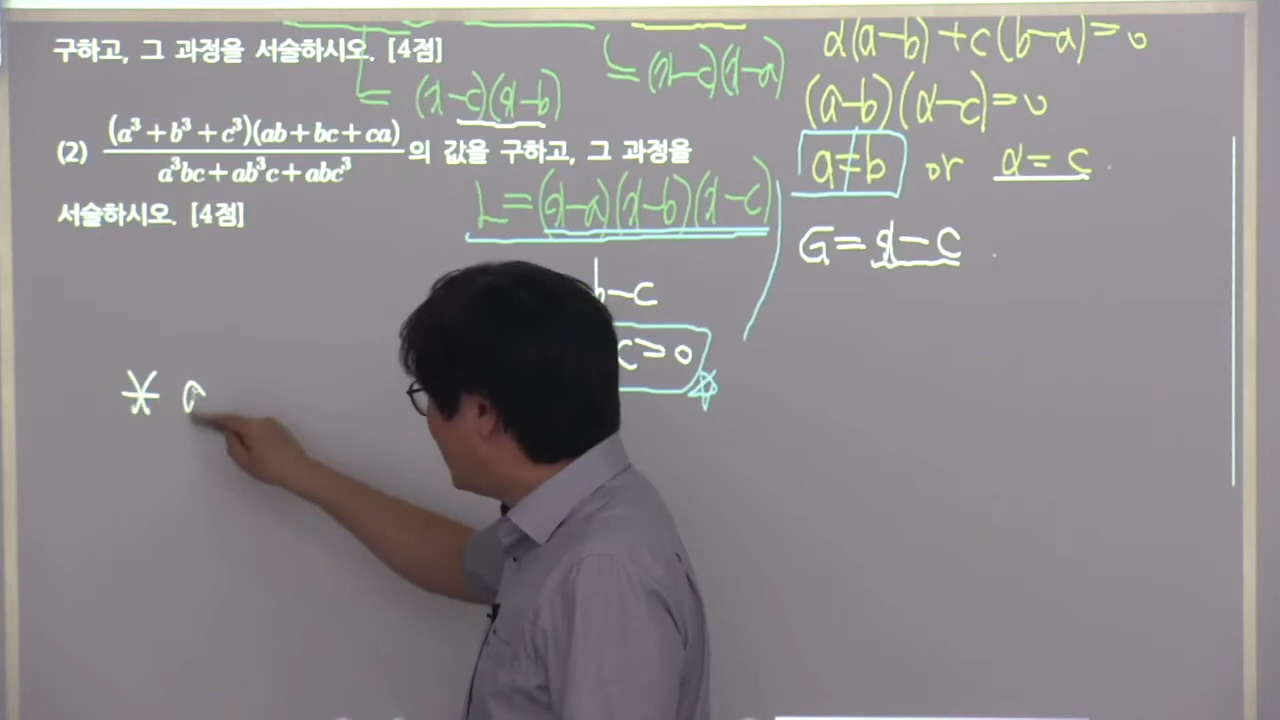 구하고, 그 과정을 서술하시오. [4점]
(2) (a³+b³+c³)(ab+bc+ca) / a³bc+ab³c+abc³ 의 값을 구하고, 그 과정을
서술하시오. [4점]
= (x-c)(x-b)
= (x-c)(x-a)
L=(x-a)(x-b)(x-c)
b-c
c=0
α(a-b)+c(b-a)=0
(a-b)(α-c)=0
a=b or α=c
G=x-c
* a